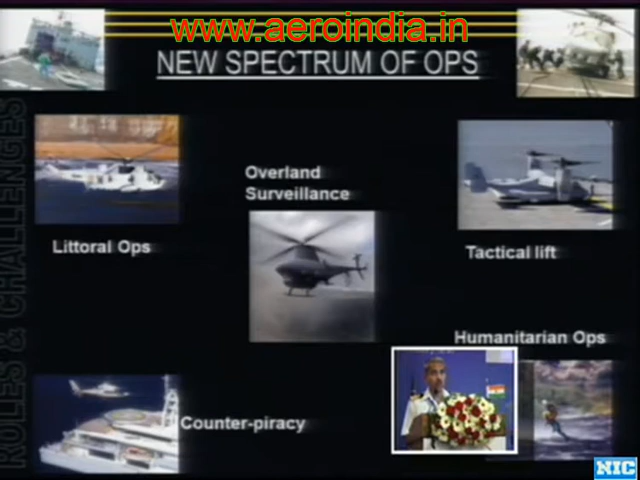 www.aeroindia.in
NEW SPECTRUM OF OPS
ROLES & CHALLENGES
Overland
Surveillance
Littoral Ops
Tactical lift
Humanitarian Ops
Counter-piracy
NIC